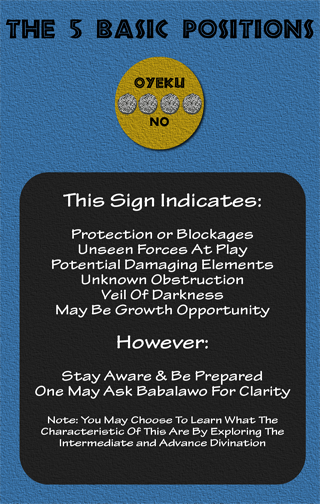 THE 5 BASIC POSITIONS
OYEKU
NO
This Sign Indicates:
Protection or Blockages
Unseen Forces At Play
Potential Damaging Elements
Unknown Obstruction
Veil Of Darkness
May Be Growth Opportunity
However:
Stay Aware & Be Prepared
One May Ask Babalawo For Clarity
Note: You May Choose To Learn What The
Characteristic Of This Are By Exploring The
Intermediate and Advance Divination